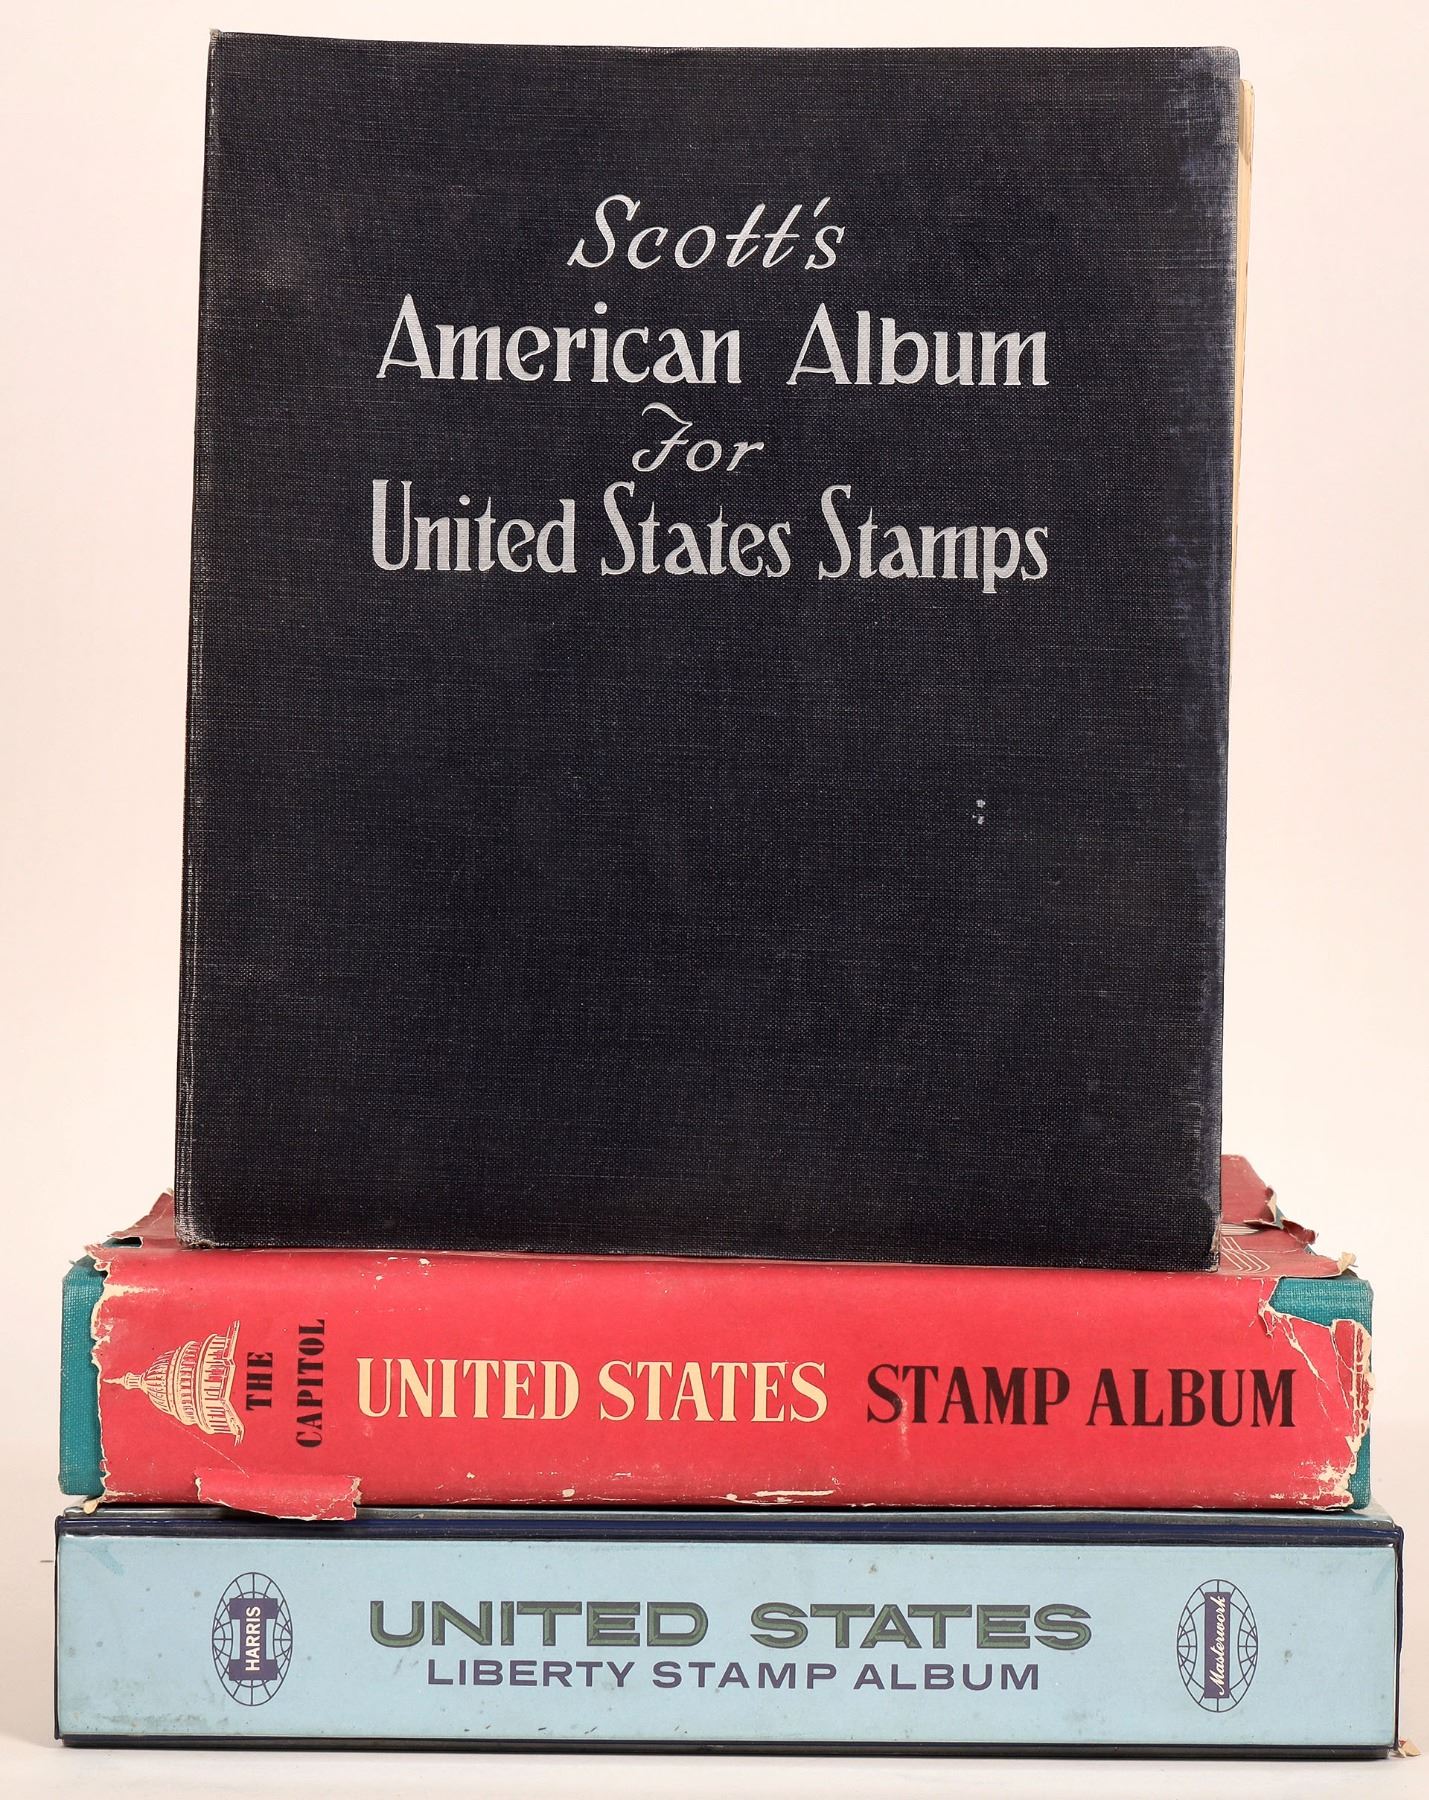 Scott's
American Album
For
United States Stamps
THE
CAPITOL
UNITED STATES STAMP ALBUM
HARRIS
UNITED STATES
LIBERTY STAMP ALBUM
Masterwork